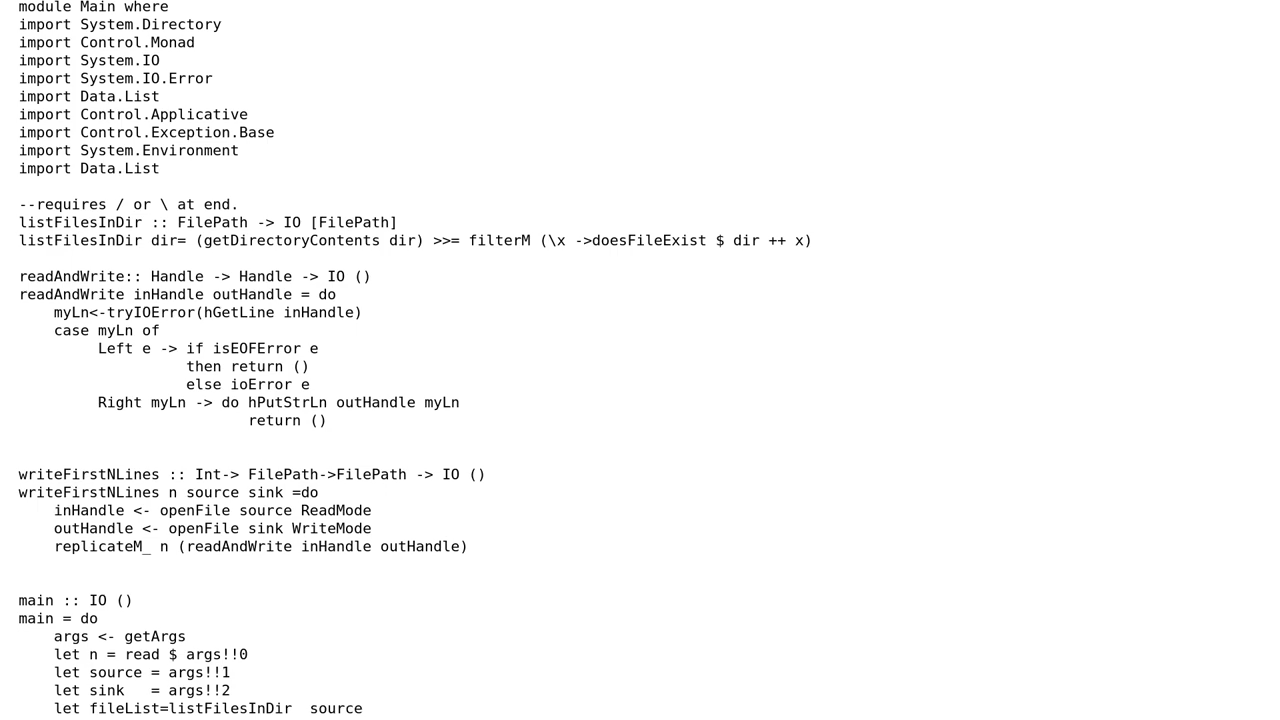 module Main where
import System.Directory
import Control.Monad
import System.IO
import System.IO.Error
import Data.List
import Control.Applicative
import Control.Exception.Base
import System.Environment
import Data.List

--requires / or \ at end.
listFilesInDir :: FilePath -> IO [FilePath]
listFilesInDir dir= (getDirectoryContents dir) >>= filterM (\x ->doesFileExist $ dir ++ x)

readAndWrite:: Handle -> Handle -> IO ()
readAndWrite inHandle outHandle = do
    myLn<-tryIOError(hGetLine inHandle)
    case myLn of
         Left e -> if isEOFError e
                   then return ()
                   else ioError e
         Right myLn -> do hPutStrLn outHandle myLn
                          return ()


writeFirstNLines :: Int-> FilePath->FilePath -> IO ()
writeFirstNLines n source sink =do
    inHandle <- openFile source ReadMode
    outHandle <- openFile sink WriteMode
    replicateM_ n (readAndWrite inHandle outHandle)


main :: IO ()
main = do
    args <- getArgs
    let n = read $ args!!0
    let source = args!!1
    let sink   = args!!2
    let fileList=listFilesInDir  source